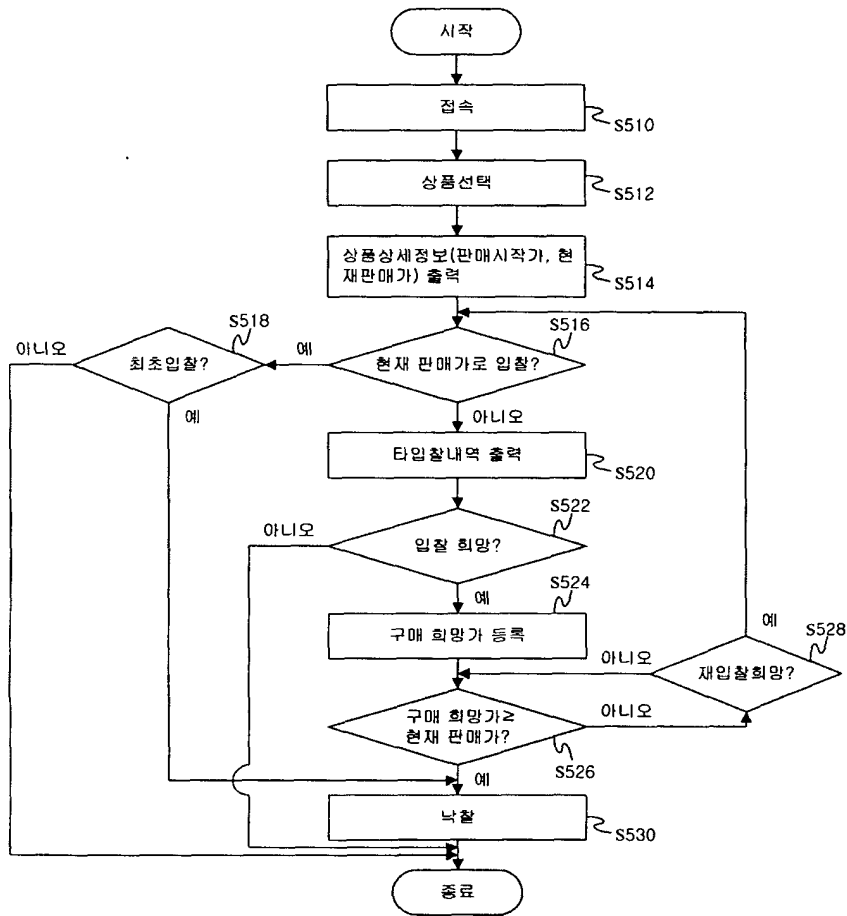 시작
접속
S510
상품선택
S512
상품상세정보(판매시작가, 현
재판매가) 출력
S514
S518
S516
아니오
최초입찰?
예
현재 판매가로 입찰?
예
아니오
타입찰내역 출력
S520
S522
아니오
입찰 희망?
예
S524
구매 희망가 등록
예
S528
아니오
재입찰희망?
구매 희망가≥
현재 판매가?
아니오
S526
예
낙찰
S530
종료